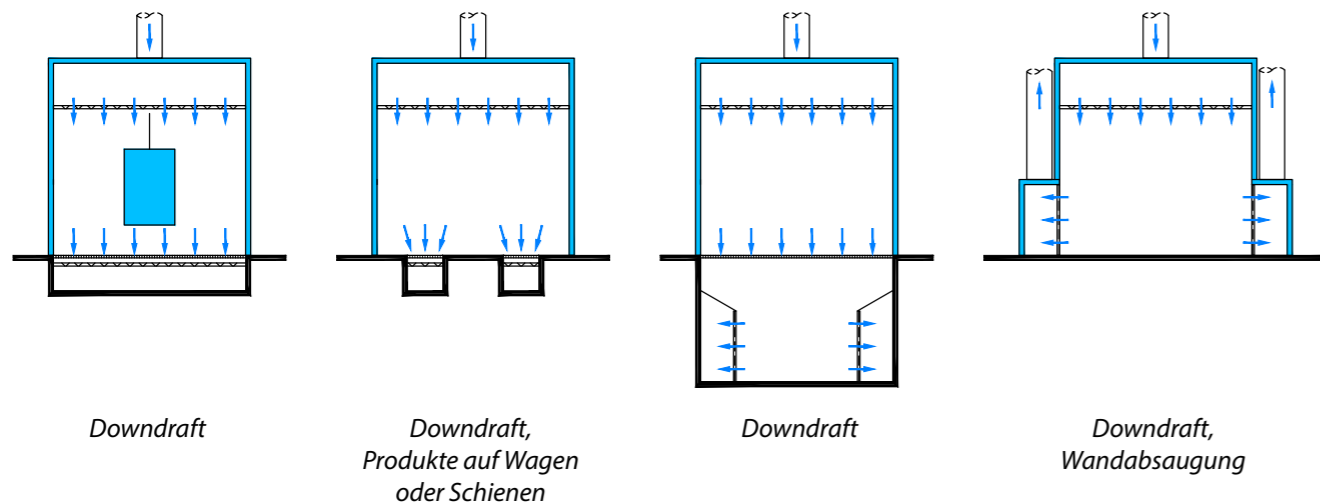 Downdraft
Downdraft,
Produkte auf Wagen
oder Schienen
Downdraft
Downdraft,
Wandabsaugung